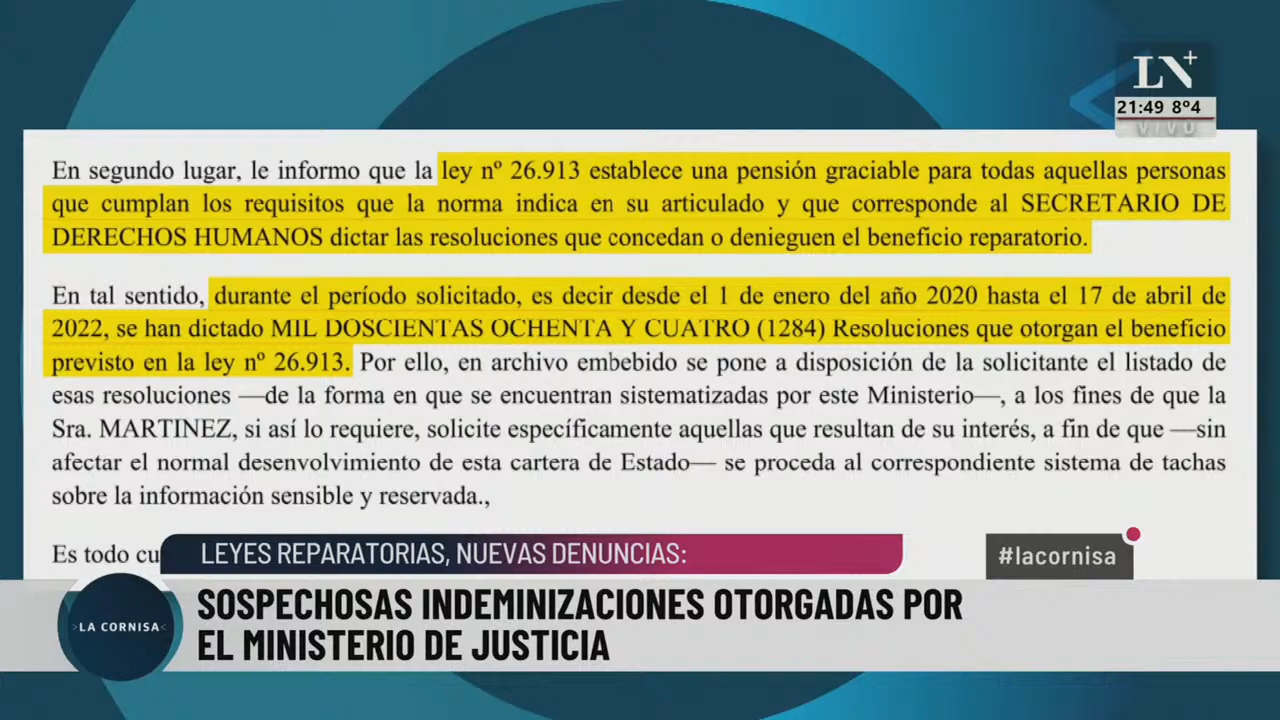 LN+
21:49 8º4
VIVO
En segundo lugar, le informo que la ley nº 26.913 establece una pensión graciable para todas aquellas personas
que cumplan los requisitos que la norma indica en su articulado y que corresponde al SECRETARIO DE
DERECHOS HUMANOS dictar las resoluciones que concedan o denieguen el beneficio reparatorio.
En tal sentido, durante el período solicitado, es decir desde el 1 de enero del año 2020 hasta el 17 de abril de
2022, se han dictado MIL DOSCIENTAS OCHENTA Y CUATRO (1284) Resoluciones que otorgan el beneficio
previsto en la ley nº 26.913. Por ello, en archivo embebido se pone a disposición de la solicitante el listado de
esas resoluciones —de la forma en que se encuentran sistematizadas por este Ministerio—, a los fines de que la
Sra. MARTINEZ, si así lo requiere, solicite específicamente aquellas que resultan de su interés, a fin de que —sin
afectar el normal desenvolvimiento de esta cartera de Estado— se proceda al correspondiente sistema de tachas
sobre la información sensible y reservada.,
Es todo cu
LEYES REPARATORIAS, NUEVAS DENUNCIAS:
#lacornisa
>LA CORNISA<
SOSPECHOSAS INDEMINIZACIONES OTORGADAS POR
EL MINISTERIO DE JUSTICIA